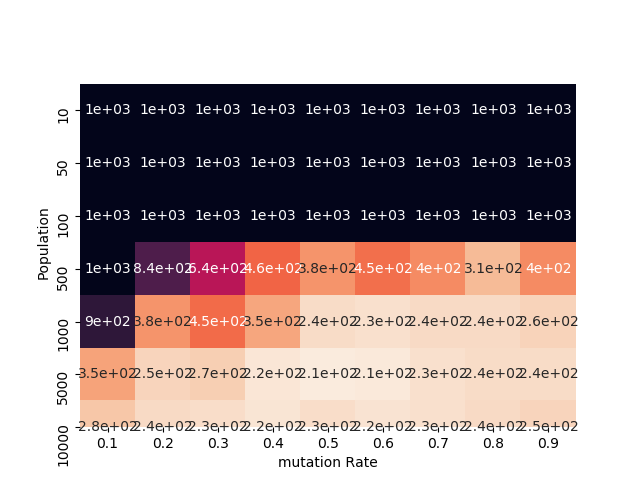 10 1e+03 1e+03 1e+03 1e+03 1e+03 1e+03 1e+03 1e+03 1e+03
50 1e+03 1e+03 1e+03 1e+03 1e+03 1e+03 1e+03 1e+03 1e+03
100 1e+03 1e+03 1e+03 1e+03 1e+03 1e+03 1e+03 1e+03 1e+03
Population
500 1e+03 8.4e+02 6.4e+02 4.6e+02 3.8e+02 4.5e+02 4e+02 3.1e+02 4e+02
1000 9e+02 3.8e+02 4.5e+02 3.5e+02 2.4e+02 2.3e+02 2.4e+02 2.4e+02 2.6e+02
5000 3.5e+02 2.5e+02 2.7e+02 2.2e+02 2.1e+02 2.1e+02 2.3e+02 2.4e+02 2.4e+02
10000 2.8e+02 2.4e+02 2.3e+02 2.2e+02 2.3e+02 2.2e+02 2.3e+02 2.4e+02 2.5e+02
0.1 0.2 0.3 0.4 0.5 0.6 0.7 0.8 0.9
mutation Rate